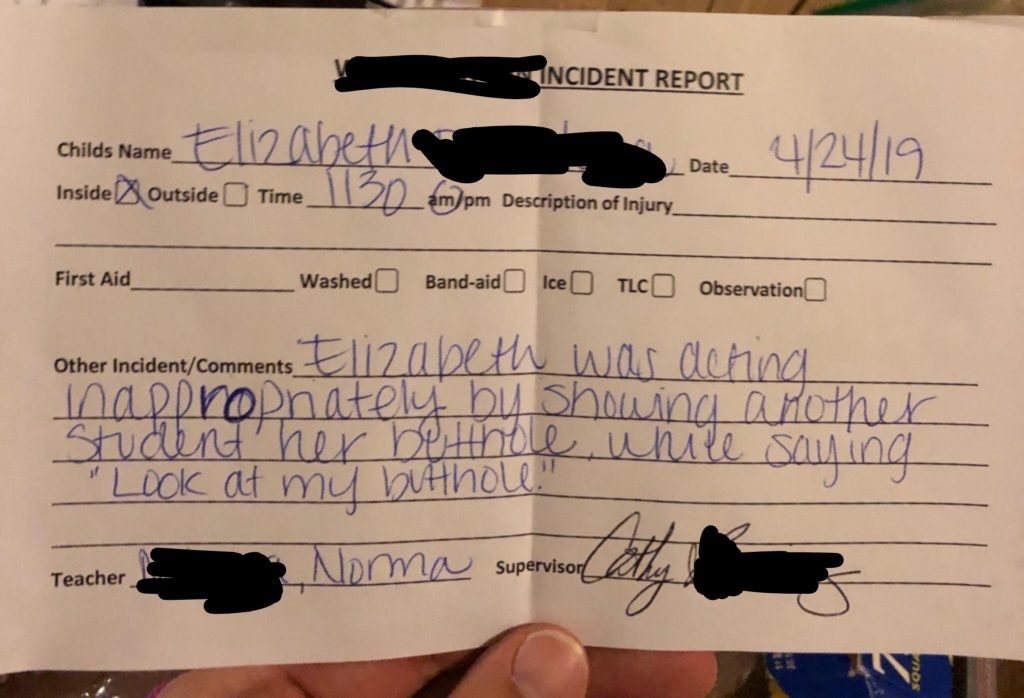 INCIDENT REPORT
Childs Name Elizabeth Date 4/24/19
Inside Outside Time 1130 am/pm Description of Injury
First Aid Washed Band-aid Ice TLC Observation
Other Incident/Comments Elizabeth was acting
inappropriately by showing another
student her butthole, while saying
"Look at my butthole."
Teacher , Norma Supervisor Cathy